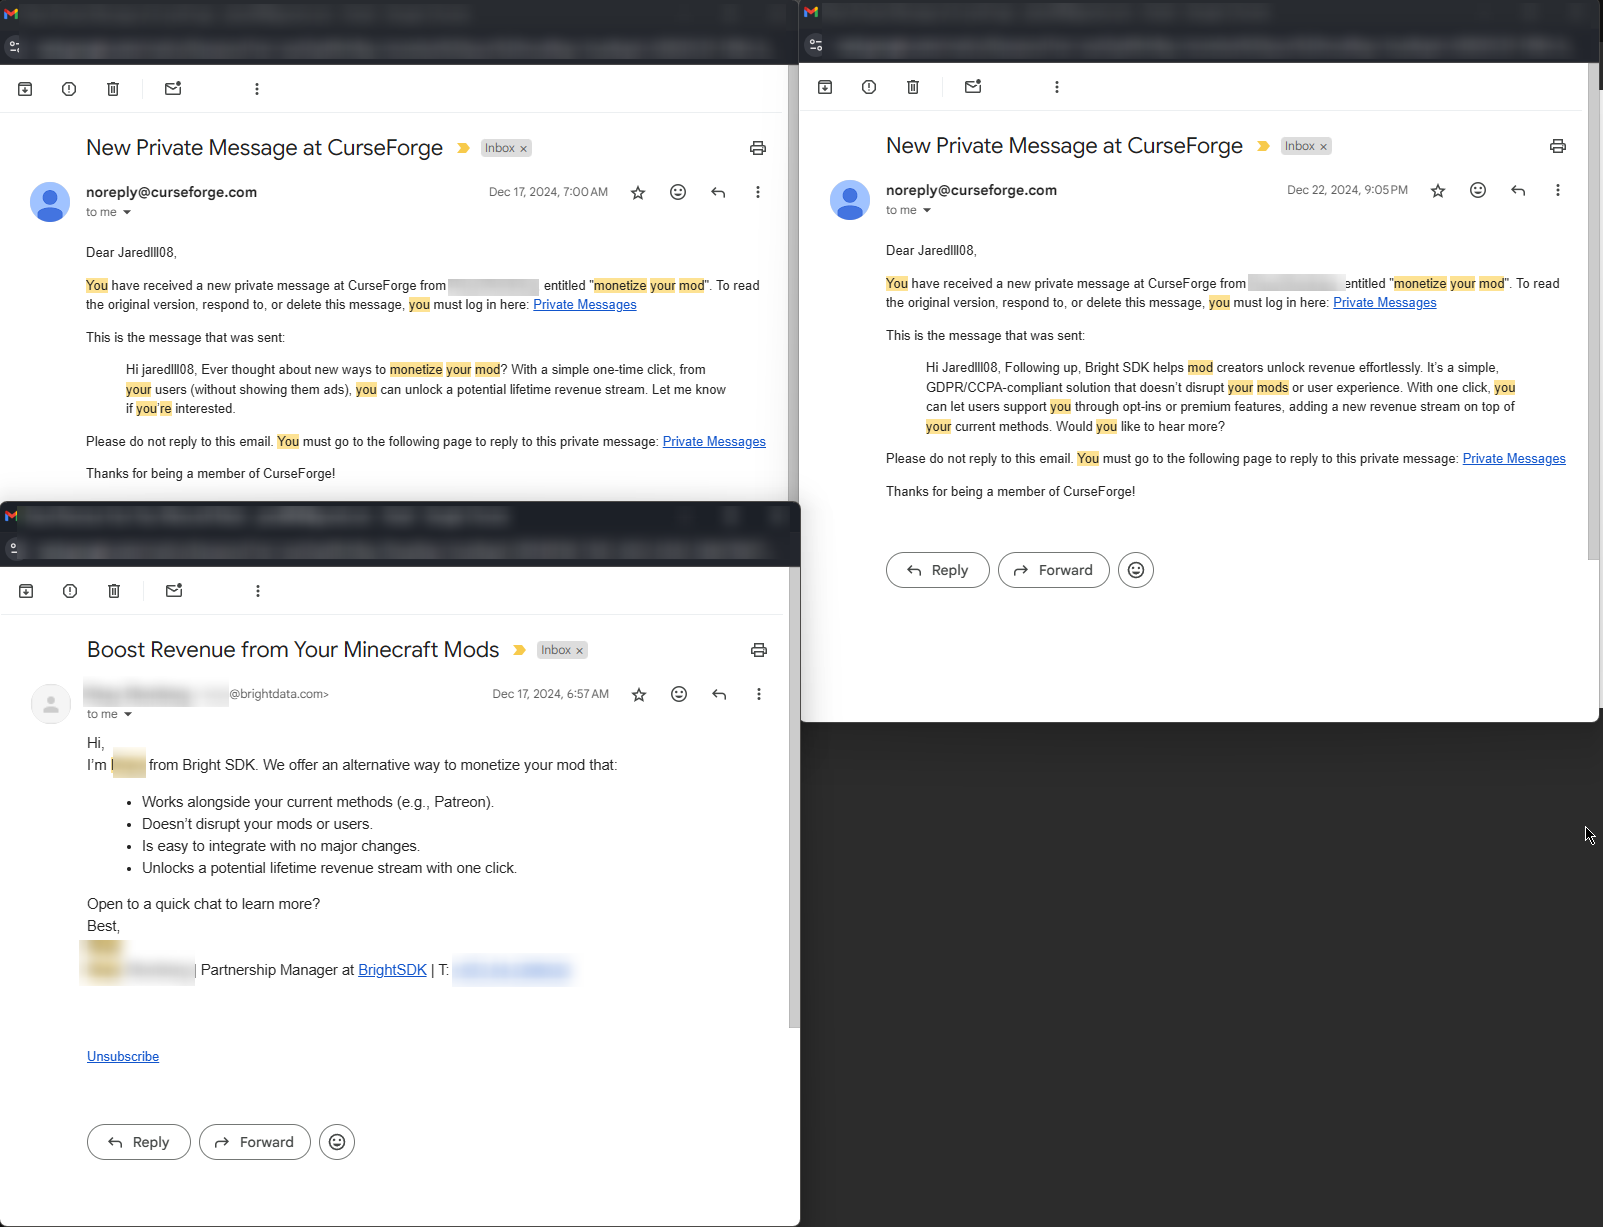 New Private Message at CurseForge
Inbox ×
noreply@curseforge.com
Dec 17, 2024, 7:00 AM
to me
Dear Jaredlll08,
You have received a new private message at CurseForge from entitled "monetize your mod". To read
the original version, respond to, or delete this message, you must log in here: Private Messages
This is the message that was sent:
Hi jaredlll08, Ever thought about new ways to monetize your mod? With a simple one-time click, from
your users (without showing them ads), you can unlock a potential lifetime revenue stream. Let me know
if you're interested.
Please do not reply to this email. You must go to the following page to reply to this private message: Private Messages
Thanks for being a member of CurseForge!
New Private Message at CurseForge
Inbox ×
noreply@curseforge.com
Dec 22, 2024, 9:05 PM
to me
Dear Jaredlll08,
You have received a new private message at CurseForge from entitled "monetize your mod". To read
the original version, respond to, or delete this message, you must log in here: Private Messages
This is the message that was sent:
Hi Jaredlll08, Following up, Bright SDK helps mod creators unlock revenue effortlessly. It's a simple,
GDPR/CCPA-compliant solution that doesn't disrupt your mods or user experience. With one click, you
can let users support you through opt-ins or premium features, adding a new revenue stream on top of
your current methods. Would you like to hear more?
Please do not reply to this email. You must go to the following page to reply to this private message: Private Messages
Thanks for being a member of CurseForge!
Reply
Forward
Boost Revenue from Your Minecraft Mods
Inbox ×
@brightdata.com>
Dec 17, 2024, 6:57 AM
to me
Hi,
I'm from Bright SDK. We offer an alternative way to monetize your mod that:
• Works alongside your current methods (e.g., Patreon).
• Doesn't disrupt your mods or users.
• Is easy to integrate with no major changes.
• Unlocks a potential lifetime revenue stream with one click.
Open to a quick chat to learn more?
Best,
| Partnership Manager at BrightSDK | T:
Unsubscribe
Reply
Forward